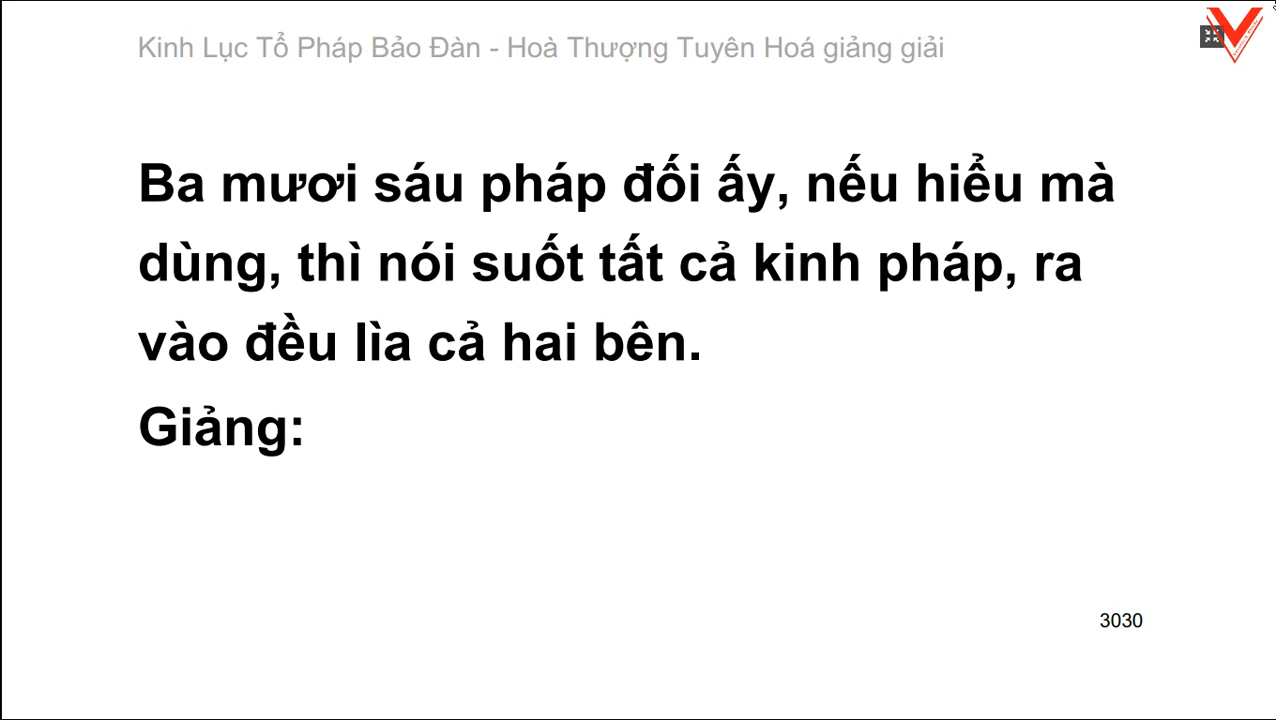 Kinh Lục Tổ Pháp Bảo Đàn - Hoà Thượng Tuyên Hoá giảng giải
Ba mươi sáu pháp đối ấy, nếu hiểu mà
dùng, thì nói suốt tất cả kinh pháp, ra
vào đều lìa cả hai bên.
Giảng:
3030